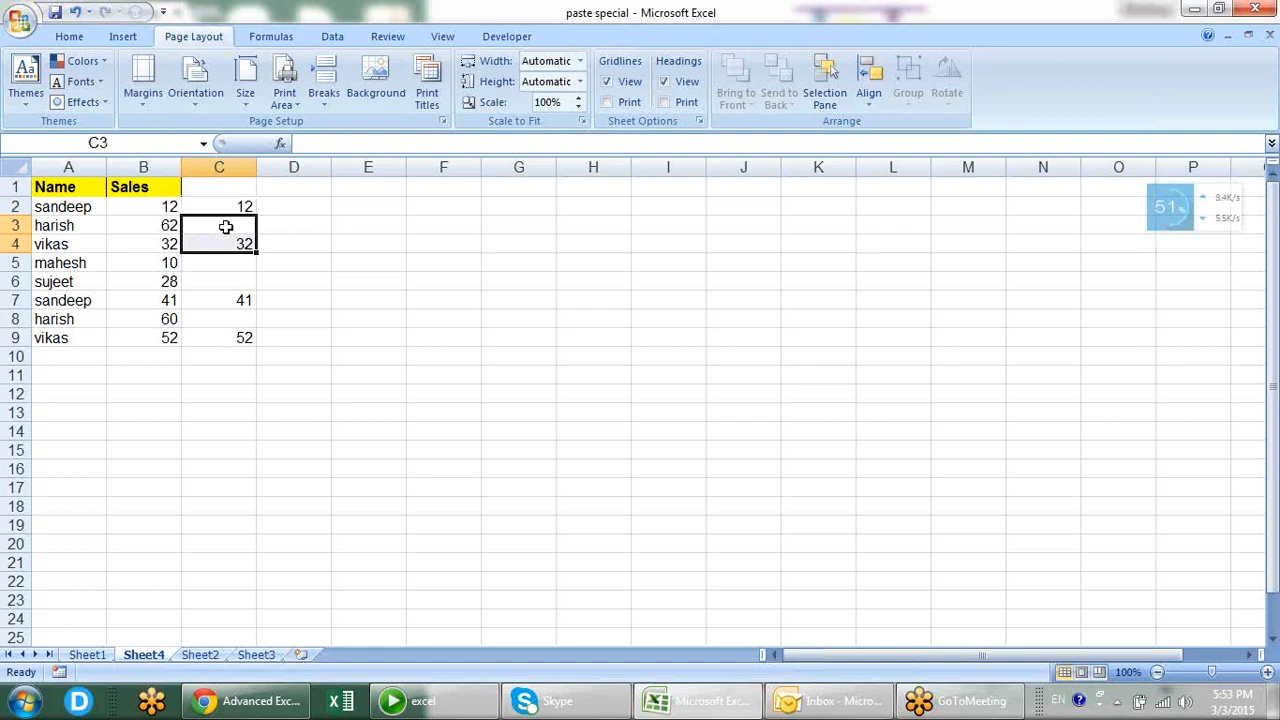 paste special - Microsoft Excel
Home Insert Page Layout Formulas Data Review View Developer
Themes
Colors
Fonts
Effects
Themes
Margins Orientation Size Print Area Breaks Background Print Titles
Page Setup
Width: Automatic
Height: Automatic
Scale: 100%
Scale to Fit
Gridlines Headings
View View
Print Print
Sheet Options
Bring to Front Send to Back Selection Pane Align Group Rotate
Arrange
C3 fx
A B C D E F G H I J K L M N O P
1 Name Sales
2 sandeep 12 12
3 harish 62
4 vikas 32 32
5 mahesh 10
6 sujeet 28
7 sandeep 41 41
8 harish 60
9 vikas 52 52
10
11
12
13
14
15
16
17
18
19
20
21
22
23
24
25
51%
5.5K/s
Sheet1 Sheet4 Sheet2 Sheet3
Ready 100%
Advanced Exc... excel Skype Microsoft Exc... Inbox - Micro... GoToMeeting EN
5:53 PM
3/3/2015